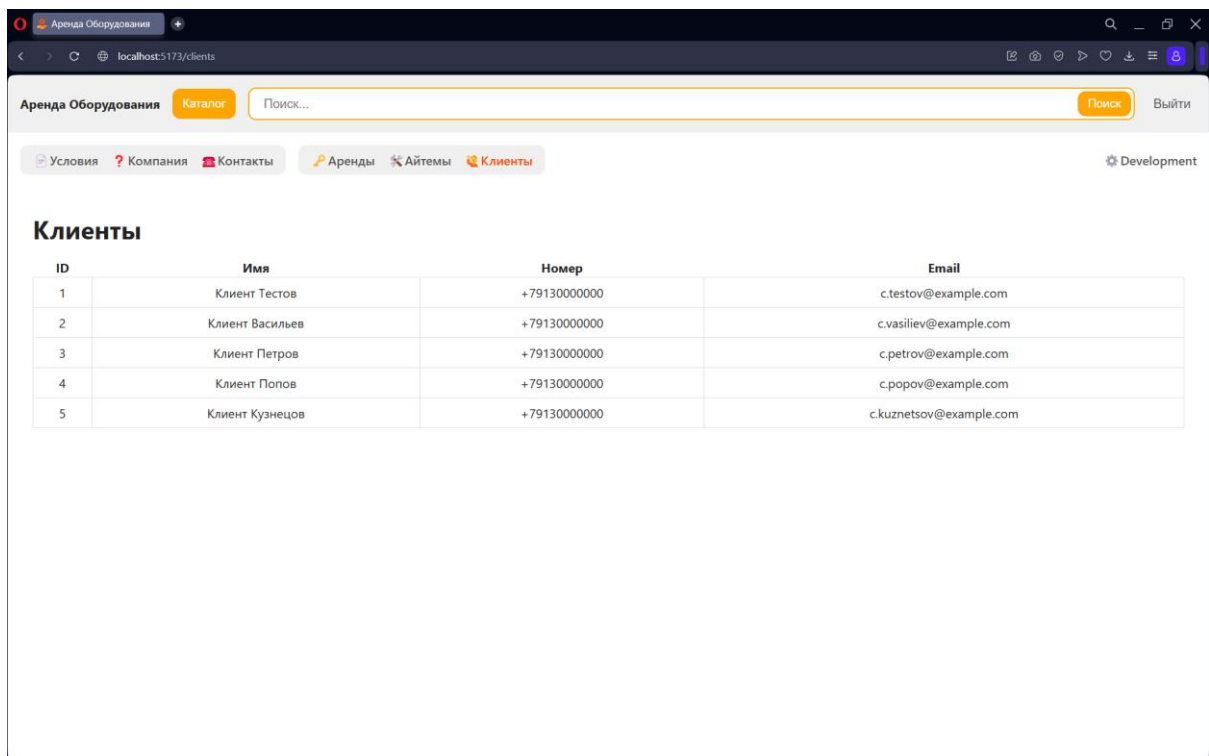 Аренда Оборудования
localhost:5173/clients
Аренда Оборудования Каталог Поиск... Поиск Выйти
Условия Компания Контакты Аренды Айтемы Клиенты Development
Клиенты
ID Имя Номер Email
1 Клиент Тестов +79130000000 c.testov@example.com
2 Клиент Васильев +79130000000 c.vasiliev@example.com
3 Клиент Петров +79130000000 c.petrov@example.com
4 Клиент Попов +79130000000 c.popov@example.com
5 Клиент Кузнецов +79130000000 c.kuznetsov@example.com